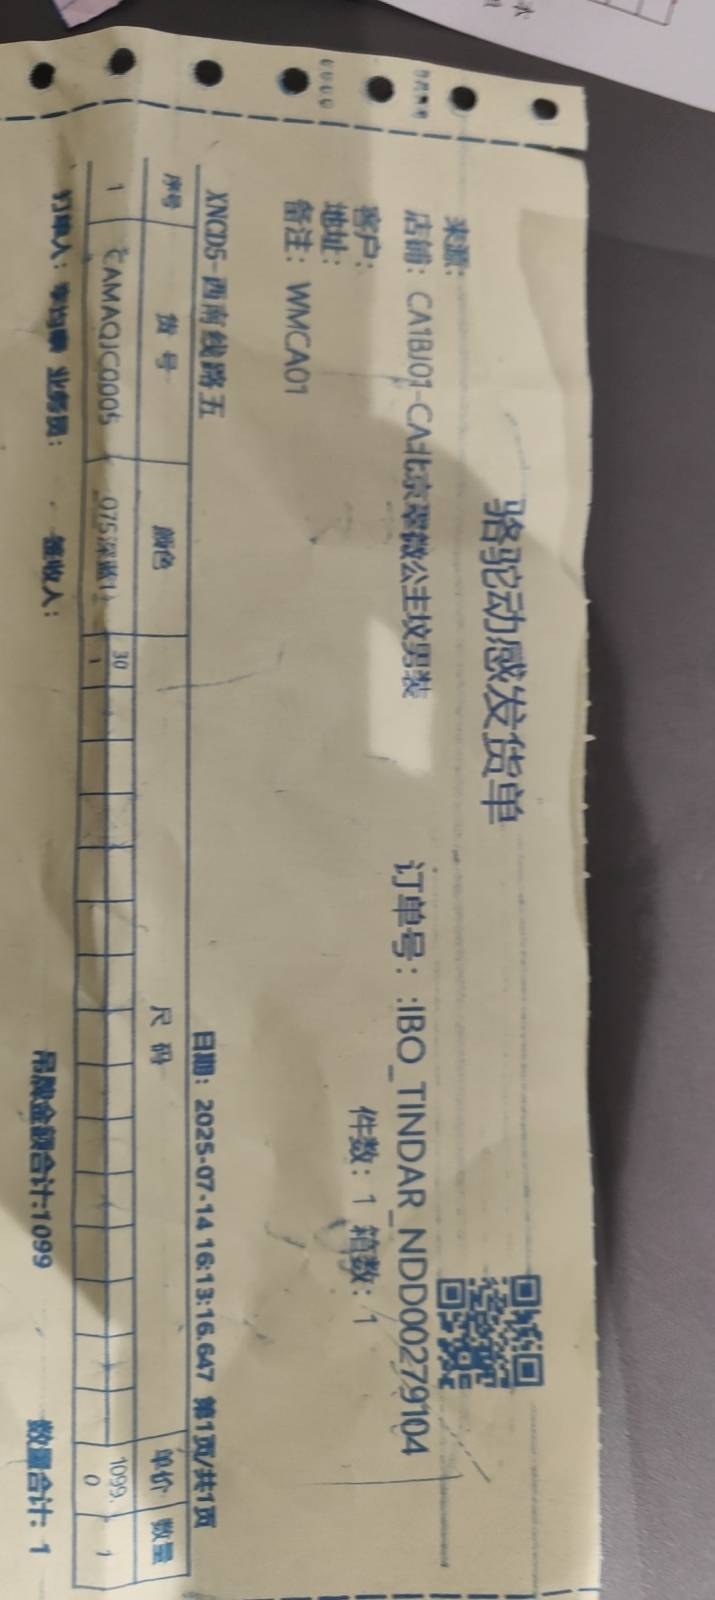 骆驼动感发货单
来源:
店铺: CA1BJ01-CA北京翠微公主坟男装 订单号: :IBO_TINDAR_NDD00279104
客户: 件数: 1 箱数: 1
地址:
备注: WMCA01
XNCD5-西南线路五 日期: 2025-07-14 16:13:16.647 第1页/共1页
序号 货号 颜色 尺码 单价 数量
30
1 CAMAQJC0005 075深蓝 1 1099.0 1
打单人: 业务员: 签收人: 吊牌金额合计:1099 数量合计: 1